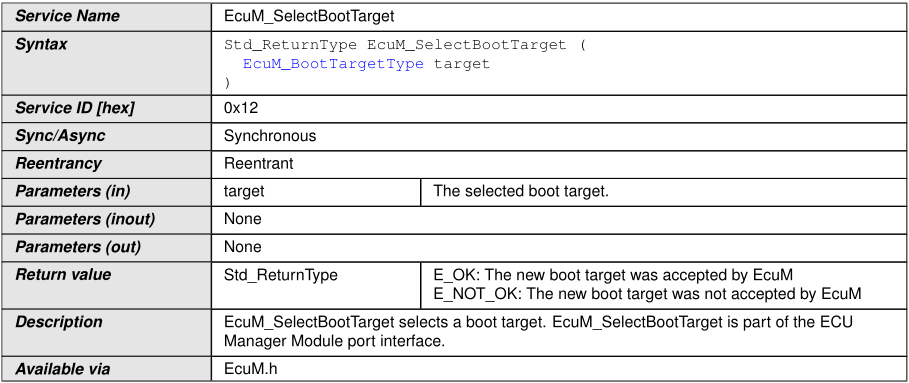 Service Name EcuM_SelectBootTarget
Syntax Std_ReturnType EcuM_SelectBootTarget (
EcuM_BootTargetType target
)
Service ID [hex] 0x12
Sync/Async Synchronous
Reentrancy Reentrant
Parameters (in) target The selected boot target.
Parameters (inout) None
Parameters (out) None
Return value Std_ReturnType E_OK: The new boot target was accepted by EcuM
E_NOT_OK: The new boot target was not accepted by EcuM
Description EcuM_SelectBootTarget selects a boot target. EcuM_SelectBootTarget is part of the ECU
Manager Module port interface.
Available via EcuM.h